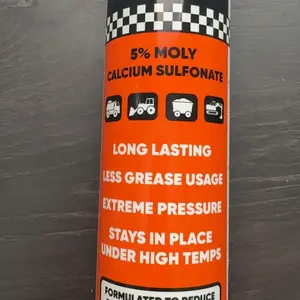 5% MOLY
CALCIUM SULFONATE
LONG LASTING
LESS GREASE USAGE
EXTREME PRESSURE
STAYS IN PLACE
UNDER HIGH TEMPS
FORMULATED TO REDUCE